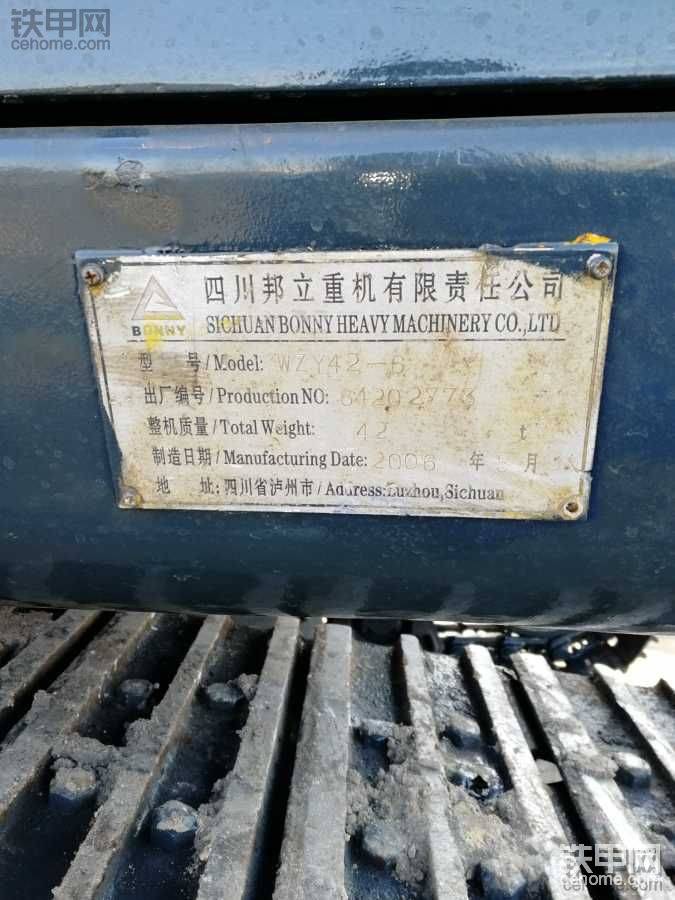 铁甲网
cehome.com
四川邦立重机有限责任公司
BONNY
SICHUAN BONNY HEAVY MACHINERY CO.,LTD
型 号/Model: WZY42-6
出厂编号/Production NO:
整机质量/Total Weight: 42 t
制造日期/Manufacturing Date: 2006 年 月
地 址:四川省泸州市/Address:Luzhou,Sichuan
铁甲网
cehome.com